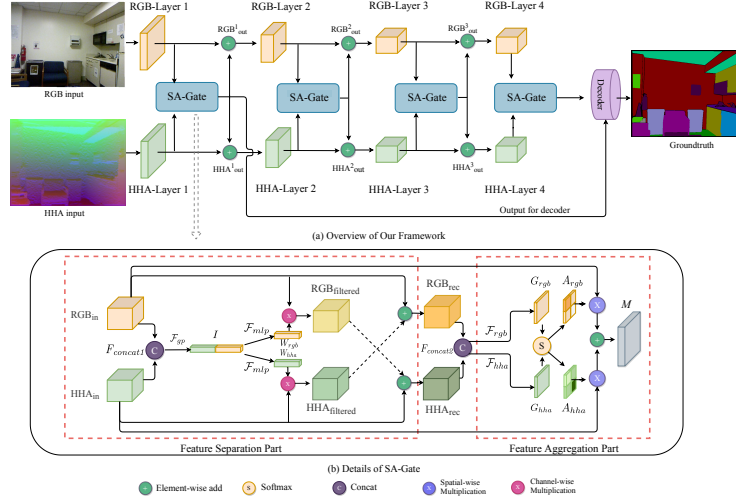 RGB-Layer 1
RGB-Layer 2
RGB-Layer 3
RGB-Layer 4
RGB¹out
RGB²out
RGB³out
RGB input
SA-Gate
SA-Gate
SA-Gate
SA-Gate
Decoder
Groundtruth
HHA¹out
HHA²out
HHA³out
HHA-Layer 1
HHA-Layer 2
HHA-Layer 3
HHA-Layer 4
HHA input
Output for decoder
(a) Overview of Our Framework
RGBin
RGBfiltered
RGBrec
Grgb
Argb
M
Fconcat1
Fgp
I
Fmlp
Wrgb
Whha
Fmlp
C
X
X
+
+
Fconcat2
C
Frgb
Fhha
S
X
+
X
HHAin
HHAfiltered
HHArec
Ghha
Ahha
Feature Separation Part
Feature Aggregation Part
(b) Details of SA-Gate
+ Element-wise add
S Softmax
C Concat
X Spatial-wise Multiplication
X Channel-wise Multiplication